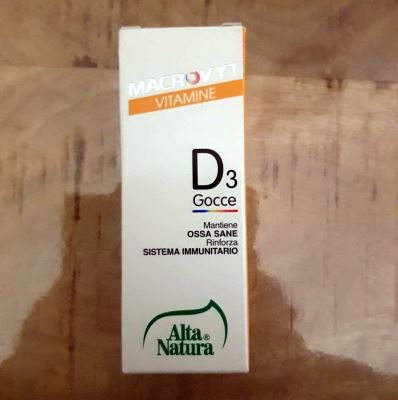 MACROVYT
VITAMINE
D3
Gocce
Mantiene
OSSA SANE
Rinforza
SISTEMA IMMUNITARIO
Alta®
Natura